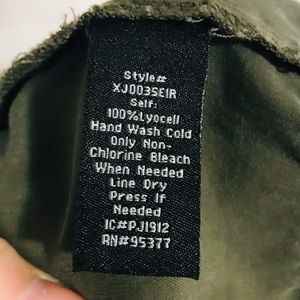 Style#
XJ0035EIR
Self:
100%Lyocell
Hand Wash Cold
Only Non-
Chlorine Bleach
When Needed
Line Dry
Press If
Needed
IC#PJ1912
RN#95377